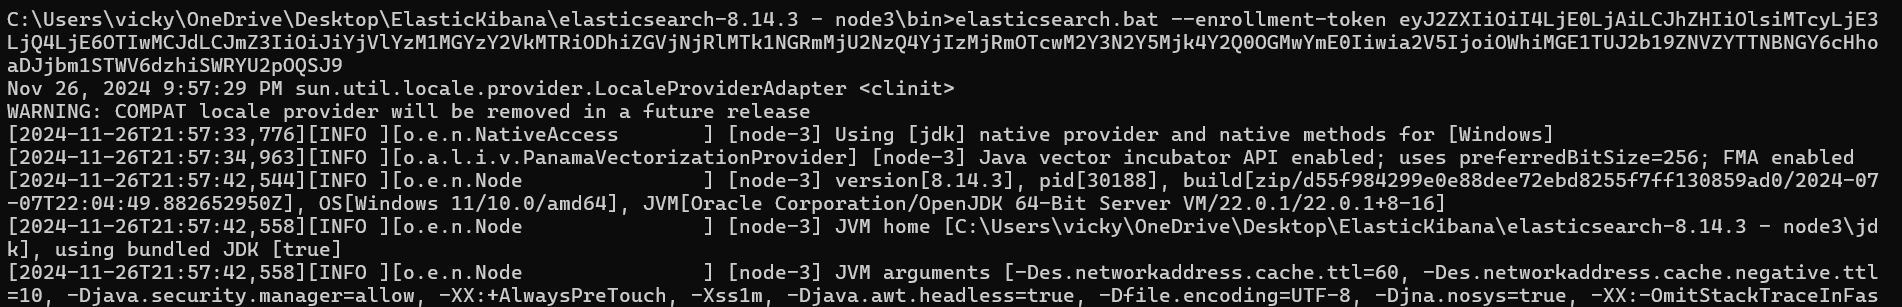 C:\Users\vicky\OneDrive\Desktop\ElasticKibana\elasticsearch-8.14.3 - node3\bin>elasticsearch.bat --enrollment-token eyJ2ZXIiOiI4LjE0LjAiLCJhZHIiOlsiMTcyLjE3
LjQ4LjE6OTIwMCJdLCJmZ3IiOiJiYjVlYzM1MGYzY2VkMTRiODhiZGVjNjRlMTk1NGRmMjU2NzQ4YjIzMjRmOTcwM2Y3N2Y5Mjk4Y2Q0OGMwYmE0Iiwia2V5IjoiOWhiMGE1TUJ2b19ZNVZYTTNBNGY6cHho
aDJjbm1STWV6dzhiSWRYU2pOQSJ9
Nov 26, 2024 9:57:29 PM sun.util.locale.provider.LocaleProviderAdapter <clinit>
WARNING: COMPAT locale provider will be removed in a future release
[2024-11-26T21:57:33,776][INFO ][o.e.n.NativeAccess       ] [node-3] Using [jdk] native provider and native methods for [Windows]
[2024-11-26T21:57:34,963][INFO ][o.a.l.i.v.PanamaVectorizationProvider] [node-3] Java vector incubator API enabled; uses preferredBitSize=256; FMA enabled
[2024-11-26T21:57:42,544][INFO ][o.e.n.Node               ] [node-3] version[8.14.3], pid[30188], build[zip/d55f984299e0e88dee72ebd8255f7ff130859ad0/2024-07
-07T22:04:49.882652950Z], OS[Windows 11/10.0/amd64], JVM[Oracle Corporation/OpenJDK 64-Bit Server VM/22.0.1/22.0.1+8-16]
[2024-11-26T21:57:42,558][INFO ][o.e.n.Node               ] [node-3] JVM home [C:\Users\vicky\OneDrive\Desktop\ElasticKibana\elasticsearch-8.14.3 - node3\jd
k], using bundled JDK [true]
[2024-11-26T21:57:42,558][INFO ][o.e.n.Node               ] [node-3] JVM arguments [-Des.networkaddress.cache.ttl=60, -Des.networkaddress.cache.negative.ttl
=10, -Djava.security.manager=allow, -XX:+AlwaysPreTouch, -Xss1m, -Djava.awt.headless=true, -Dfile.encoding=UTF-8, -Djna.nosys=true, -XX:-OmitStackTraceInFas